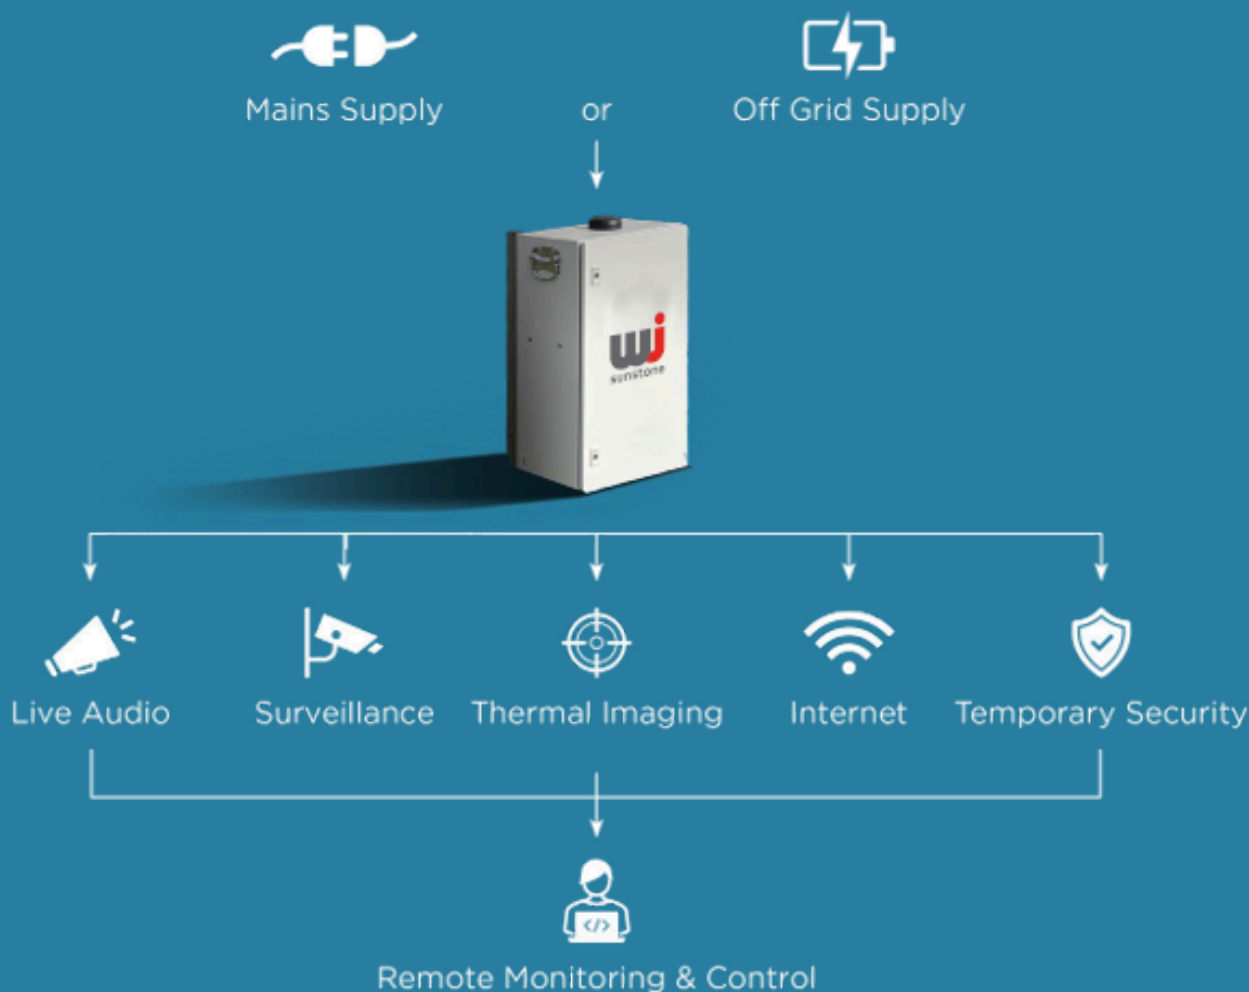 Mains Supply
or
Off Grid Supply
wj
sunstone
Live Audio
Surveillance
Thermal Imaging
Internet
Temporary Security
</>
Remote Monitoring & Control